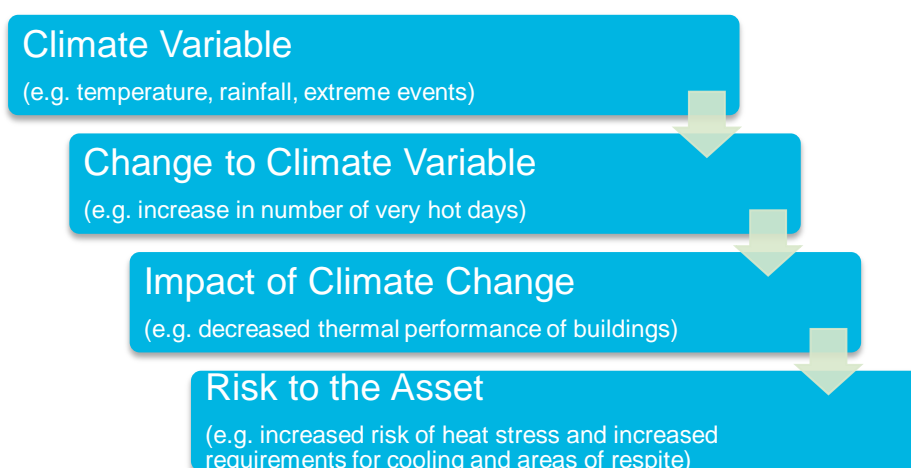 Climate Variable
(e.g. temperature, rainfall, extreme events)
Change to Climate Variable
(e.g. increase in number of very hot days)
Impact of Climate Change
(e.g. decreased thermal performance of buildings)
Risk to the Asset
(e.g. increased risk of heat stress and increased
requirements for cooling and areas of respite)